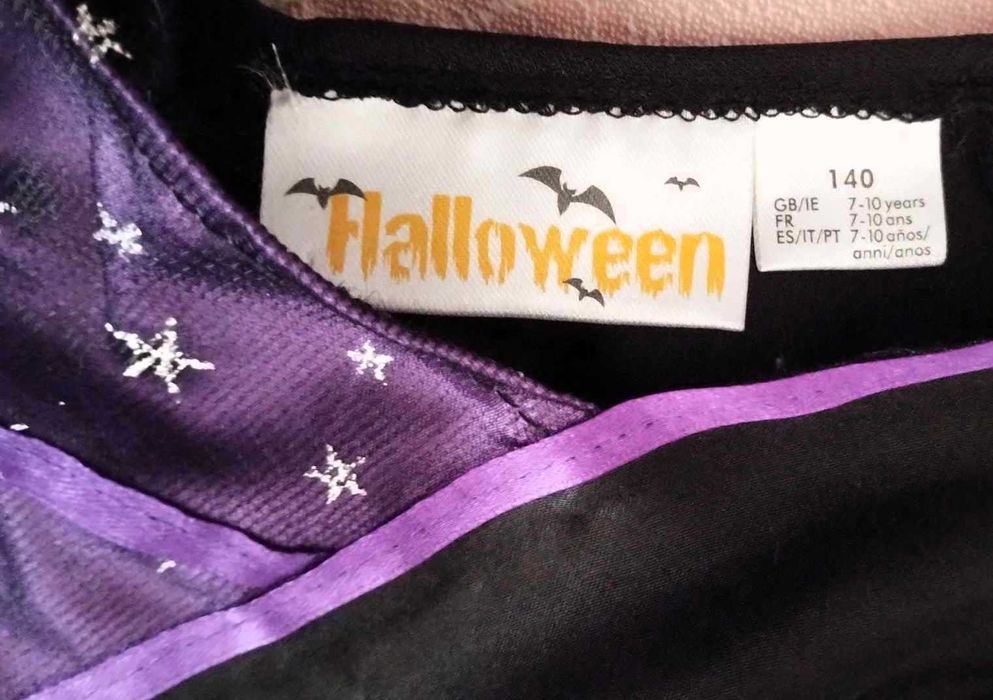 Halloween
140
GB/IE 7-10 years
FR 7-10 ans
ES/IT/PT 7-10 años/
anni/anos